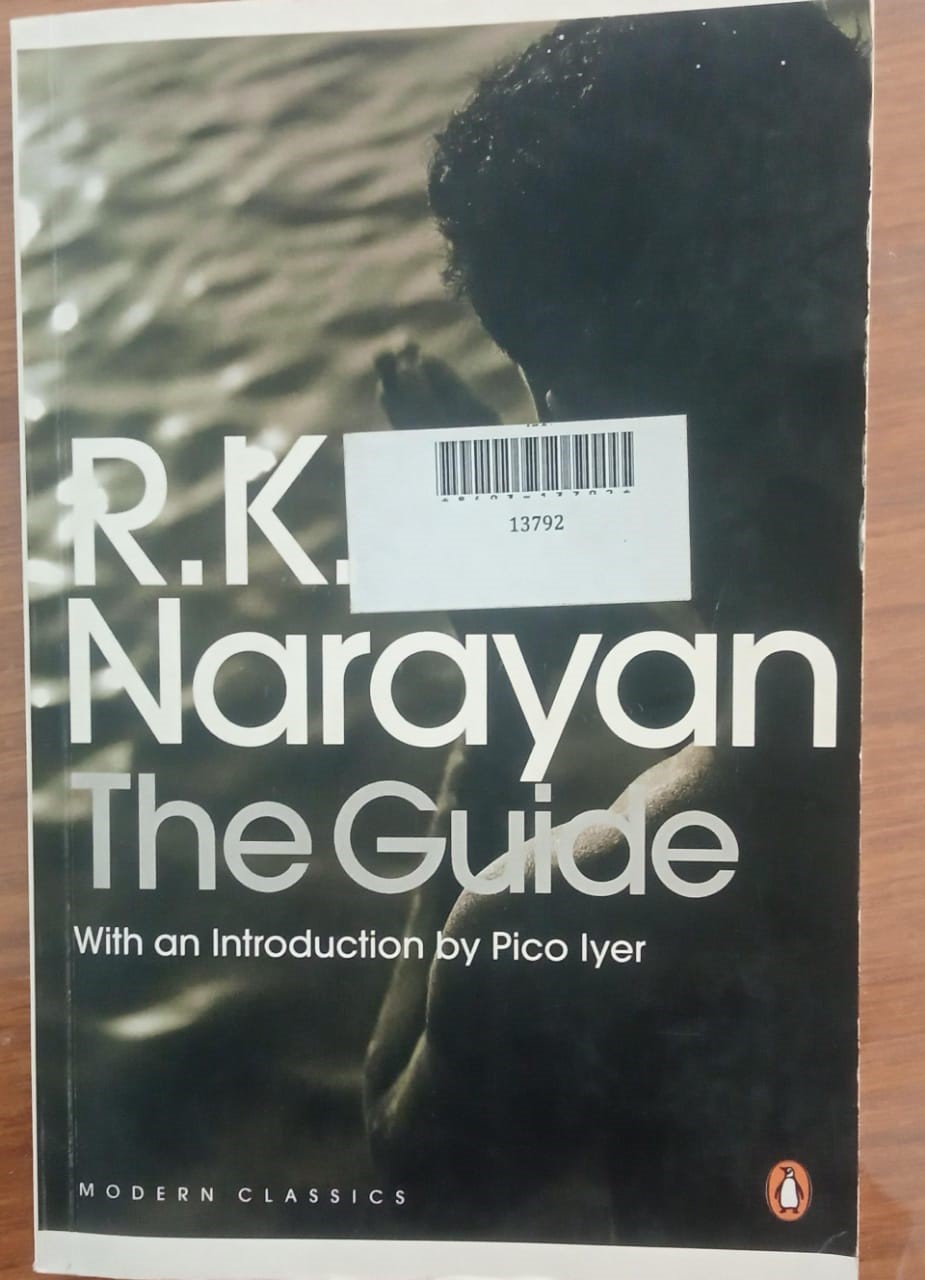 R.K.
13792
Narayan
The Guide
With an Introduction by Pico Iyer
MODERN CLASSICS